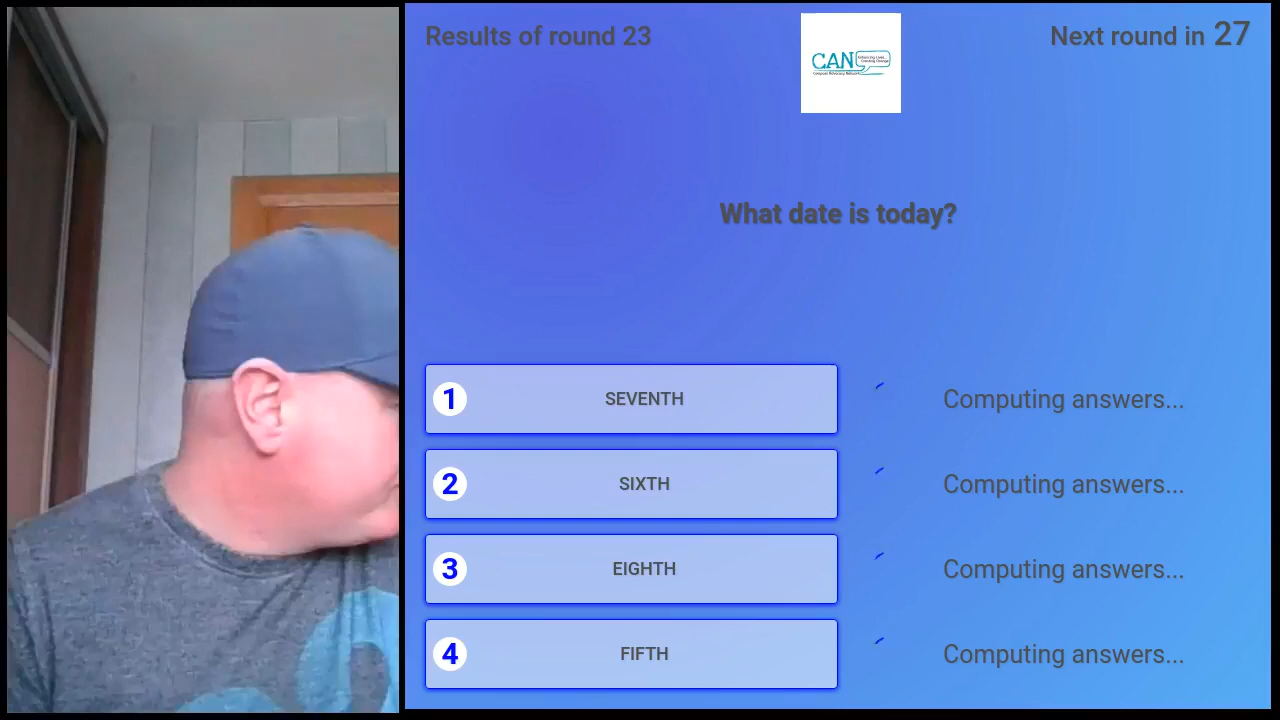 Results of round 23
CAN
Next round in 27
What date is today?
1 SEVENTH Computing answers...
2 SIXTH Computing answers...
3 EIGHTH Computing answers...
4 FIFTH Computing answers...